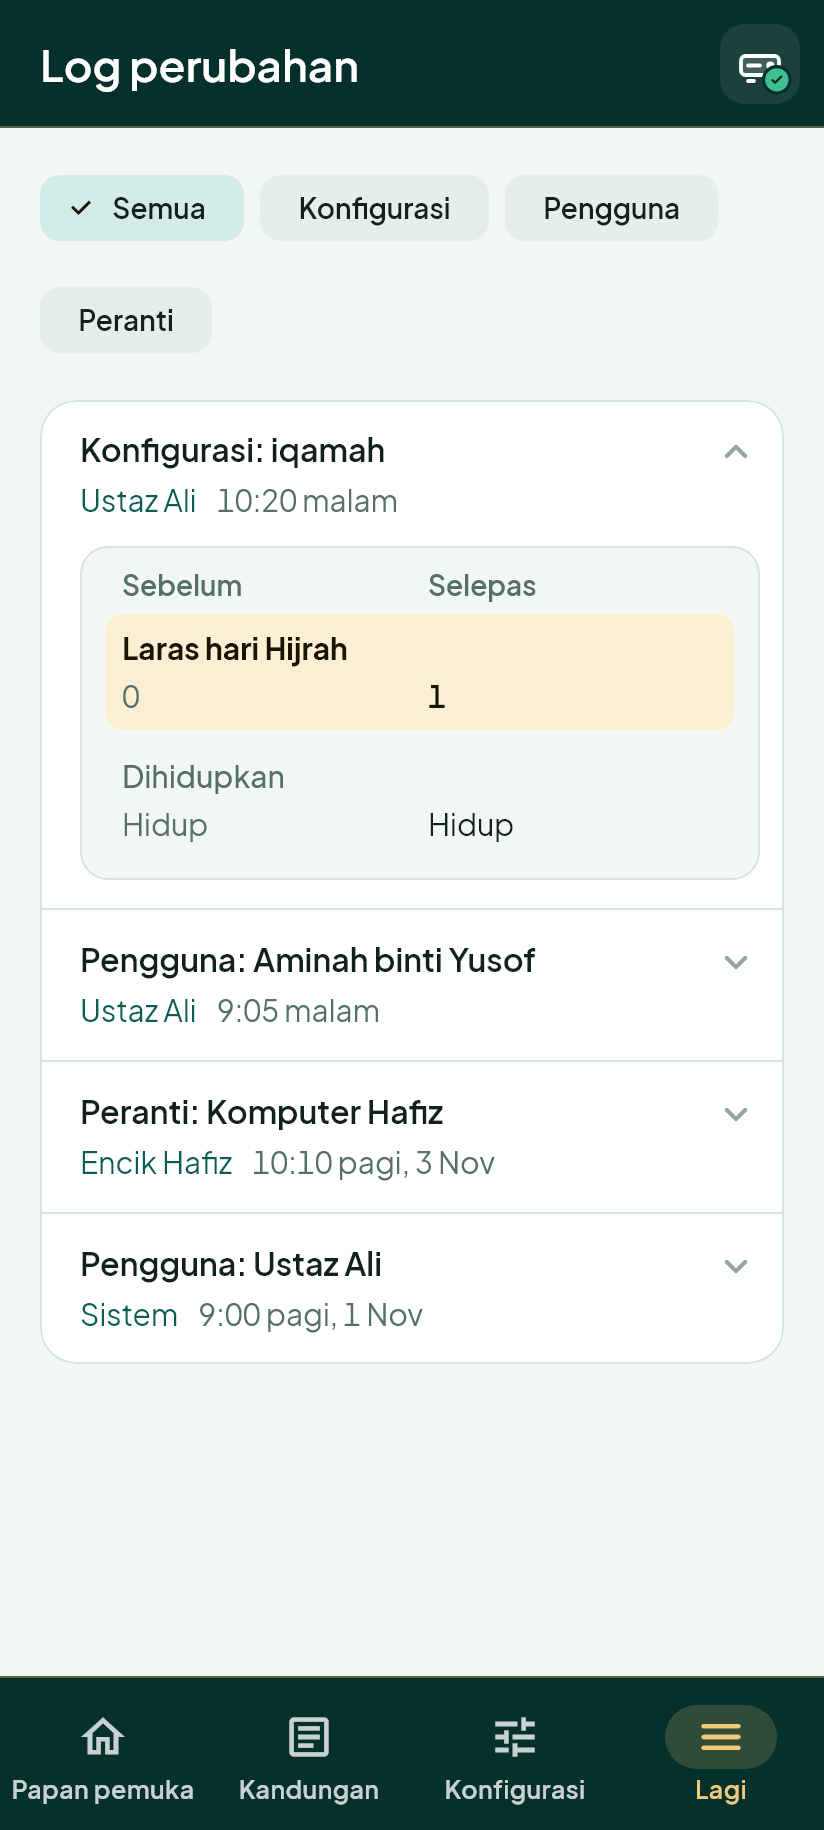 Log perubahan
Semua
Konfigurasi
Pengguna
Peranti
Konfigurasi: iqamah
Ustaz Ali 10:20 malam
Sebelum Selepas
Laras hari Hijrah
0 1
Dihidupkan
Hidup Hidup
Pengguna: Aminah binti Yusof
Ustaz Ali 9:05 malam
Peranti: Komputer Hafiz
Encik Hafiz 10:10 pagi, 3 Nov
Pengguna: Ustaz Ali
Sistem 9:00 pagi, 1 Nov
Papan pemuka
Kandungan
Konfigurasi
Lagi